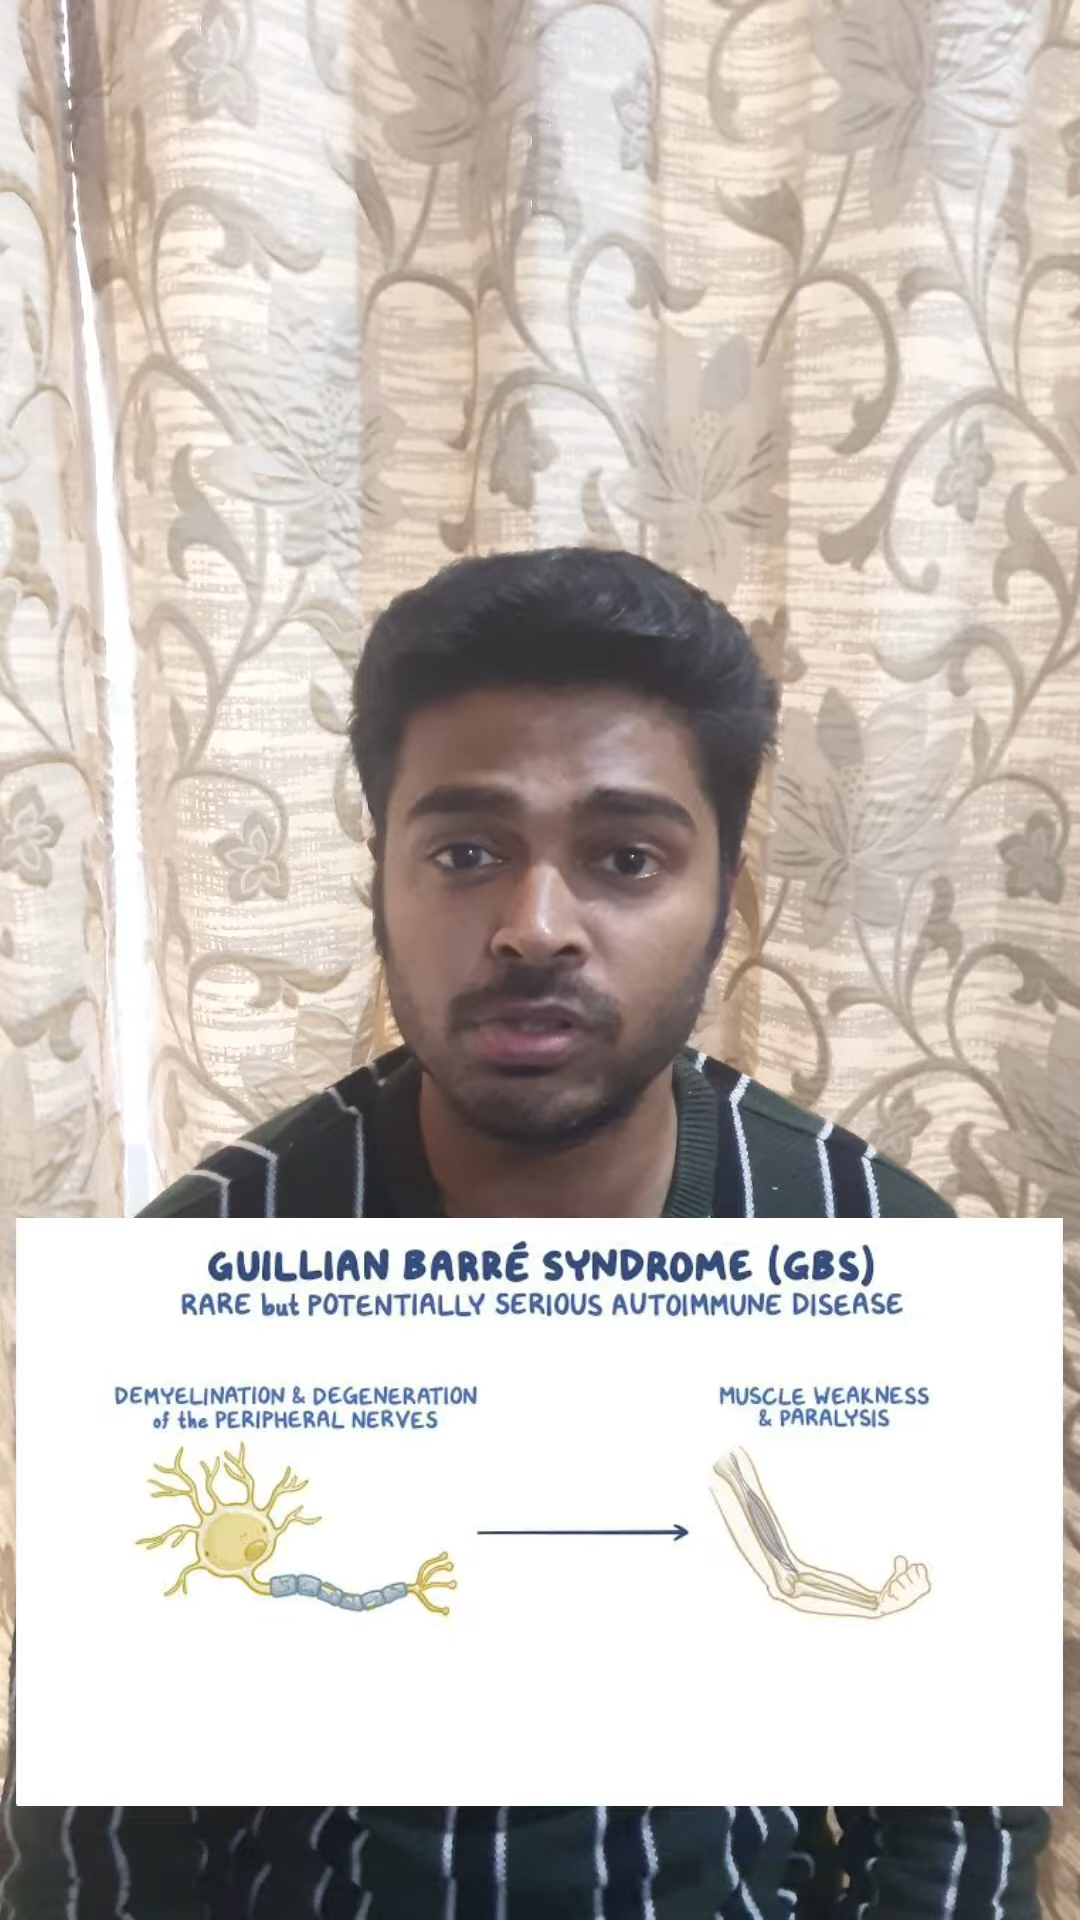 GUILLIAN BARRÉ SYNDROME (GBS)
RARE but POTENTIALLY SERIOUS AUTOIMMUNE DISEASE
DEMYELINATION & DEGENERATION
of the PERIPHERAL NERVES
MUSCLE WEAKNESS
& PARALYSIS